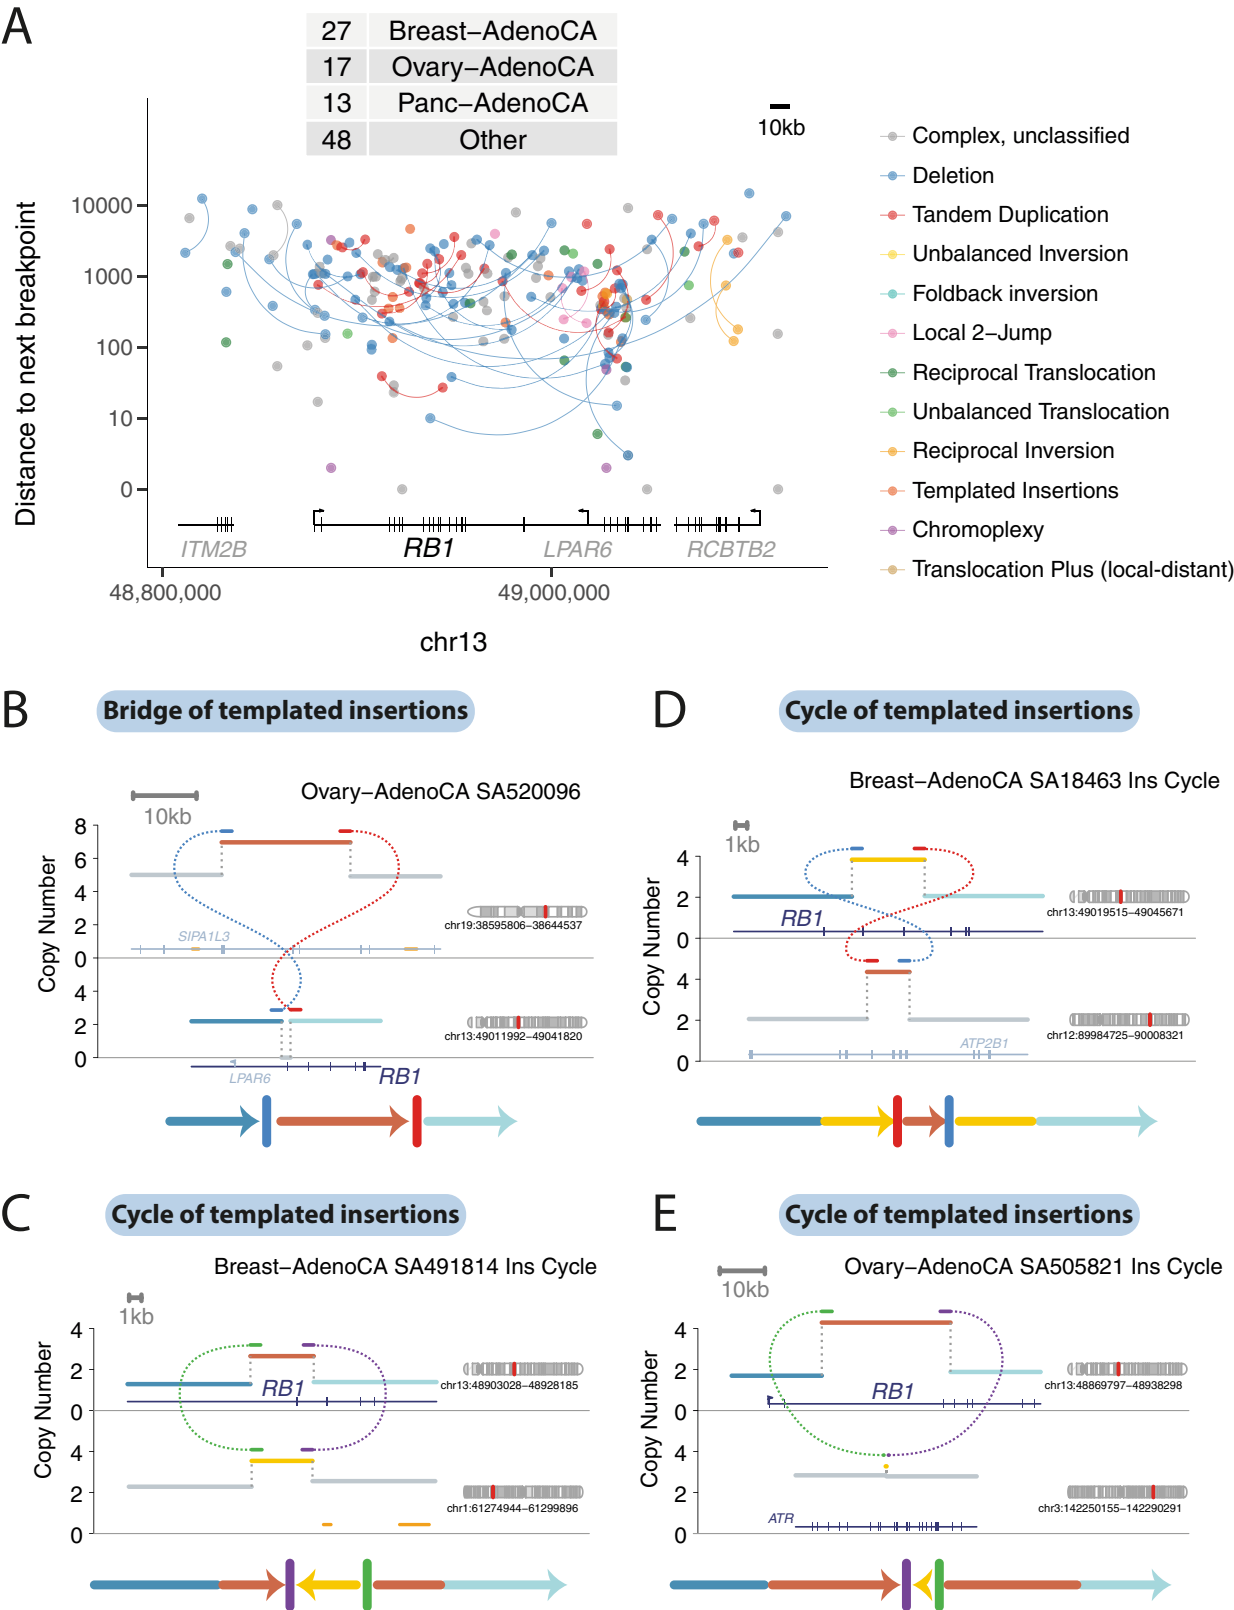 A
27 Breast–AdenoCA
17 Ovary–AdenoCA
13 Panc–AdenoCA
48 Other
10kb
Distance to next breakpoint
10000
1000
100
10
0
ITM2B
RB1
LPAR6
RCBTB2
48,800,000
49,000,000
chr13
Complex, unclassified
Deletion
Tandem Duplication
Unbalanced Inversion
Foldback inversion
Local 2–Jump
Reciprocal Translocation
Unbalanced Translocation
Reciprocal Inversion
Templated Insertions
Chromoplexy
Translocation Plus (local-distant)
B
Bridge of templated insertions
Ovary–AdenoCA SA520096
10kb
Copy Number
8
6
4
2
0
SIPA1L3
chr19:38595806–38644537
4
2
0
chr13:49011992–49041820
LPAR6
RB1
D
Cycle of templated insertions
Breast–AdenoCA SA18463 Ins Cycle
1kb
Copy Number
4
2
0
RB1
chr13:49019515–49045671
4
2
0
chr12:89984725–90008321
ATP2B1
C
Cycle of templated insertions
Breast–AdenoCA SA491814 Ins Cycle
1kb
Copy Number
4
2
0
RB1
chr13:48903028–48928185
4
2
0
chr1:61274944–61299896
E
Cycle of templated insertions
Ovary–AdenoCA SA505821 Ins Cycle
10kb
Copy Number
4
2
0
RB1
chr13:48869797–48938298
4
2
0
chr3:142250155–142290291
ATR